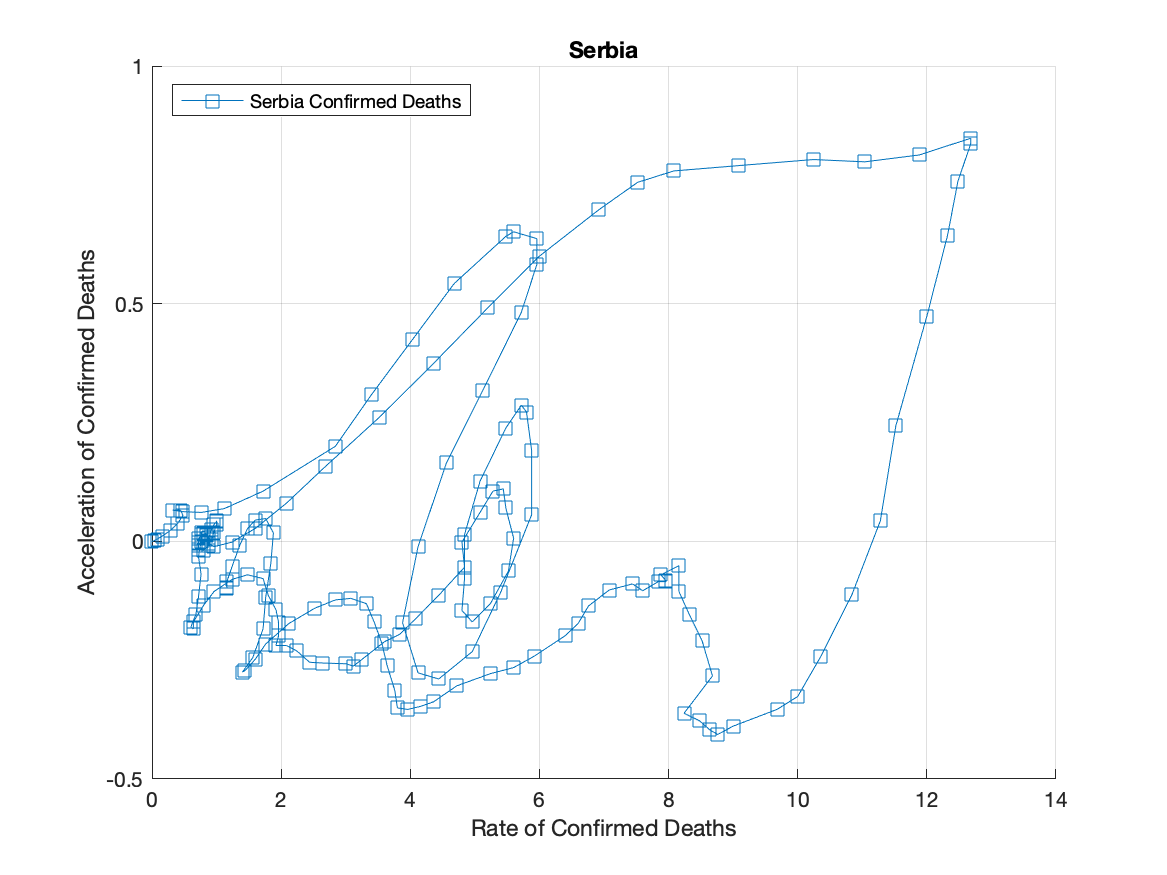 Serbia
Serbia Confirmed Deaths
1
0.5
0
-0.5
Acceleration of Confirmed Deaths
0 2 4 6 8 10 12 14
Rate of Confirmed Deaths